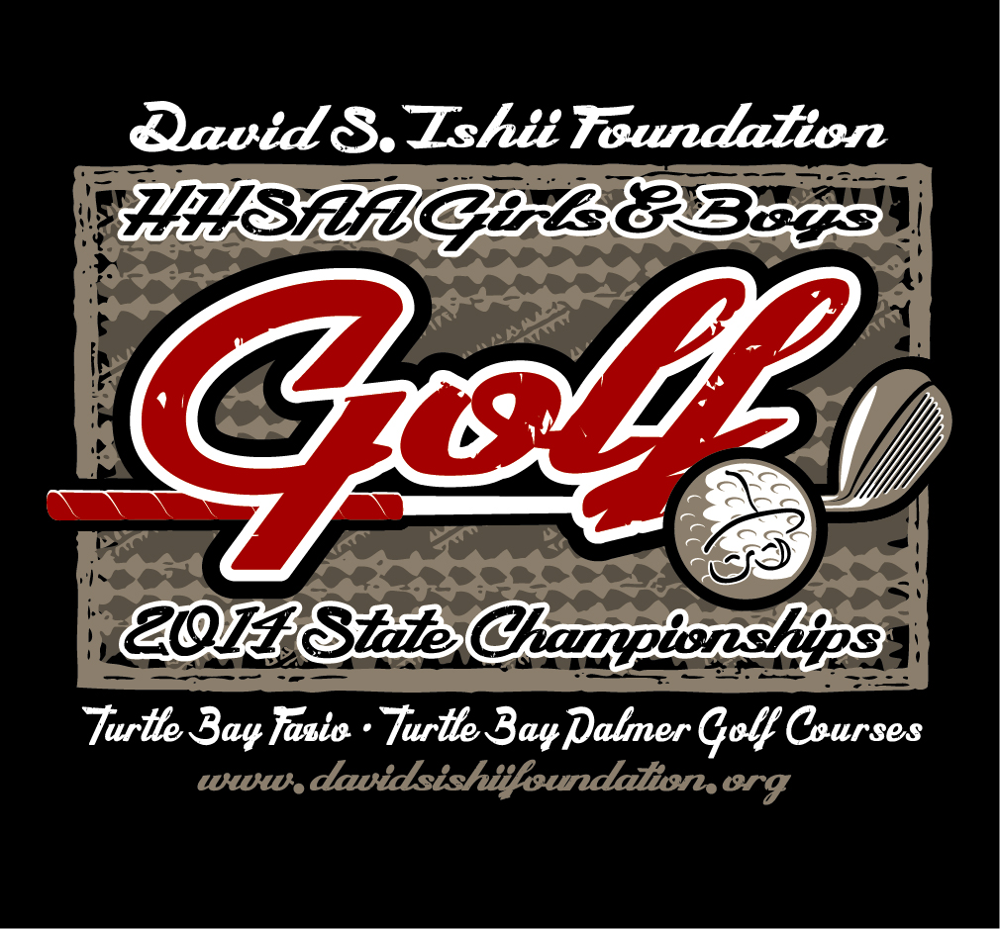 David S. Ishii Foundation
HHSAA Girls & Boys
Golf
2014 State Championships
Turtle Bay Fazio • Turtle Bay Palmer Golf Courses
www.davidsishiifoundation.org